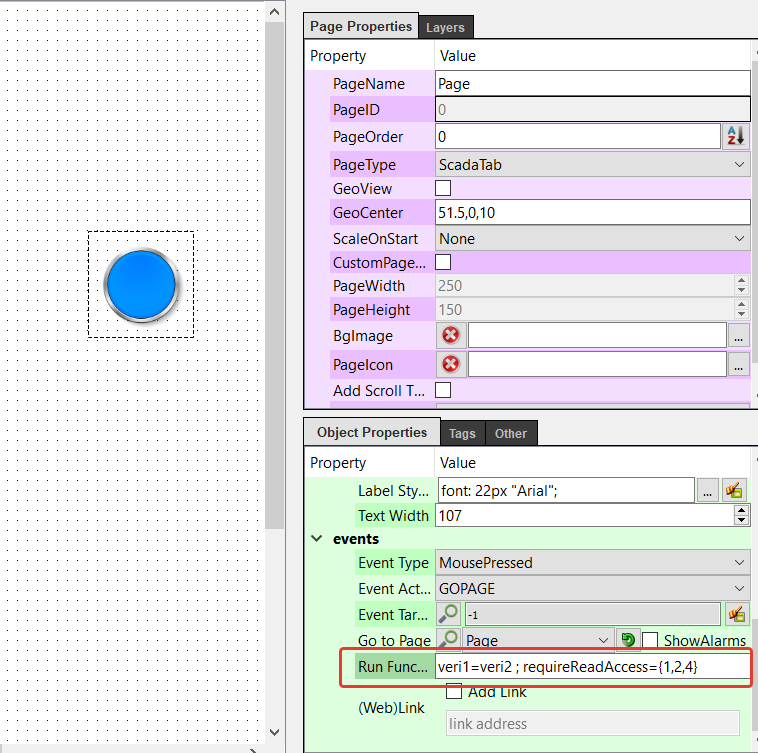 Page Properties Layers
Property Value
PageName Page
PageID 0
PageOrder 0 AZ
PageType ScadaTab
GeoView
GeoCenter 51.5,0,10
ScaleOnStart None
CustomPage...
PageWidth 250
PageHeight 150
BgImage ...
PageIcon ...
Add Scroll T...
Object Properties Tags Other
Property Value
Label Sty... font: 22px "Arial"; ...
Text Width 107
events
Event Type MousePressed
Event Act... GOPAGE
Event Tar... -1
Go to Page Page ShowAlarms
Run Func... veri1=veri2 ; requireReadAccess={1,2,4}
Add Link
(Web)Link
link address